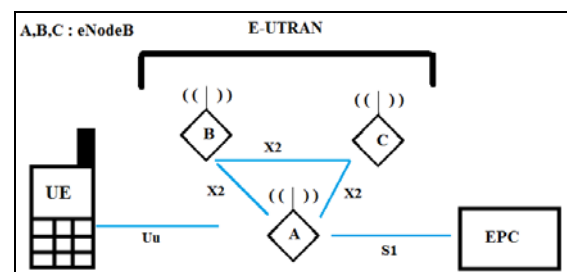 A,B,C : eNodeB
E-UTRAN
(( ))
(( ))
B
C
X2
UE
X2
(( ))
X2
A
Uu
S1
EPC